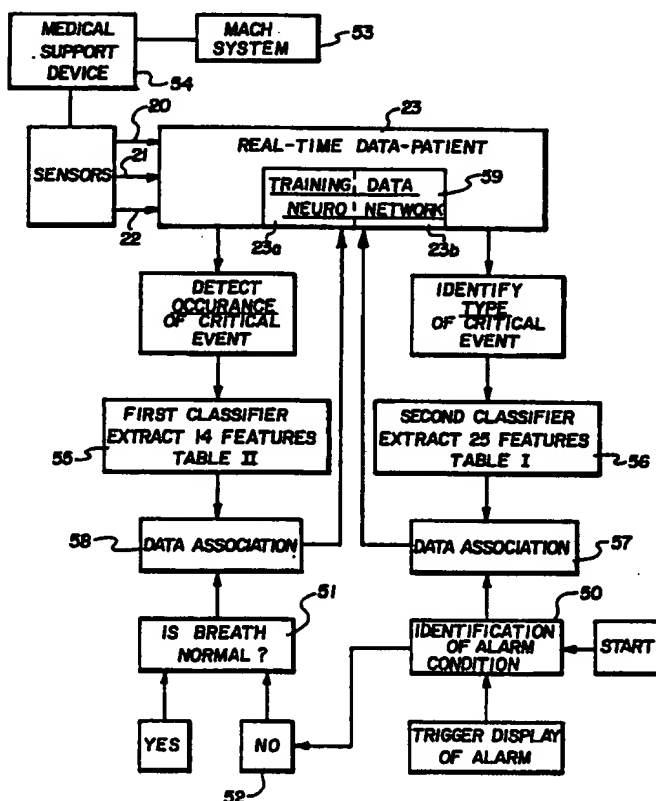 MEDICAL
SUPPORT
DEVICE
MACH
SYSTEM
53
54
20
23
SENSORS
21
22
REAL-TIME DATA-PATIENT
TRAINING DATA
NEURO NETWORK
59
23a
23b
DETECT
OCCURANCE
OF CRITICAL
EVENT
IDENTIFY
TYPE
OF CRITICAL
EVENT
FIRST CLASSIFIER
EXTRACT 14 FEATURES
TABLE II
55
SECOND CLASSIFIER
EXTRACT 25 FEATURES
TABLE I
56
58
DATA ASSOCIATION
DATA ASSOCIATION
57
51
IS BREATH
NORMAL ?
50
IDENTIFICATION
OF ALARM
CONDITION
START
YES
NO
52
TRIGGER DISPLAY
OF ALARM